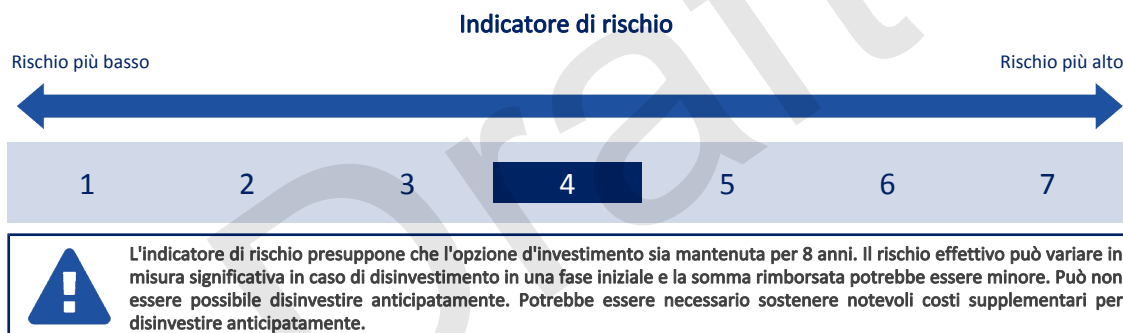 Indicatore di rischio
Rischio più basso
Rischio più alto
1 2 3 4 5 6 7
L'indicatore di rischio presuppone che l'opzione d'investimento sia mantenuta per 8 anni. Il rischio effettivo può variare in
misura significativa in caso di disinvestimento in una fase iniziale e la somma rimborsata potrebbe essere minore. Può non
essere possibile disinvestire anticipatamente. Potrebbe essere necessario sostenere notevoli costi supplementari per
disinvestire anticipatamente.
Draft